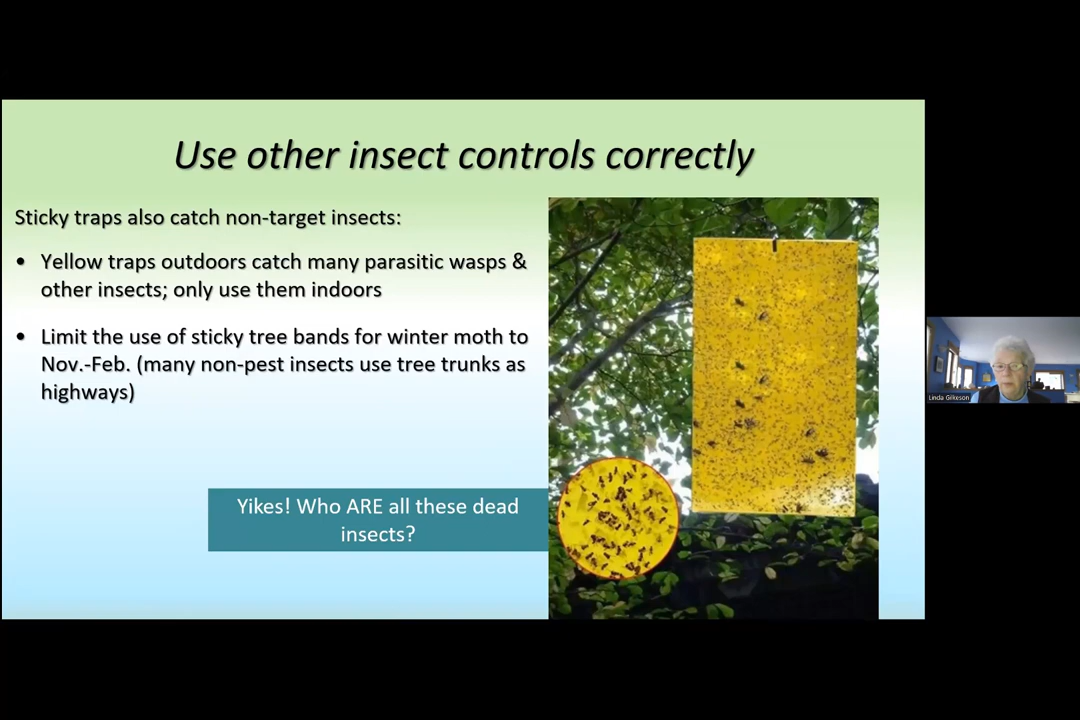 Use other insect controls correctly
Sticky traps also catch non-target insects:
• Yellow traps outdoors catch many parasitic wasps &
other insects; only use them indoors
• Limit the use of sticky tree bands for winter moth to
Nov.-Feb. (many non-pest insects use tree trunks as
highways)
Yikes! Who ARE all these dead
insects?
Linda Gilkeson